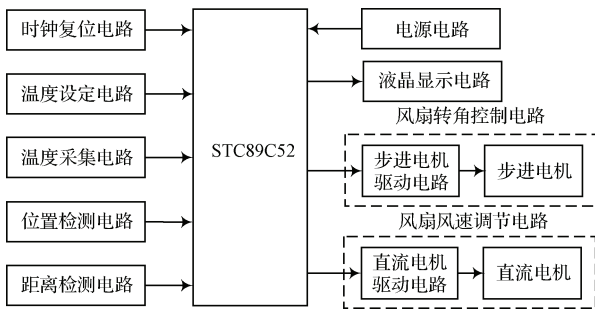 时钟复位电路
温度设定电路
温度采集电路
位置检测电路
距离检测电路
STC89C52
电源电路
液晶显示电路
风扇转角控制电路
步进电机
驱动电路
步进电机
风扇风速调节电路
直流电机
驱动电路
直流电机